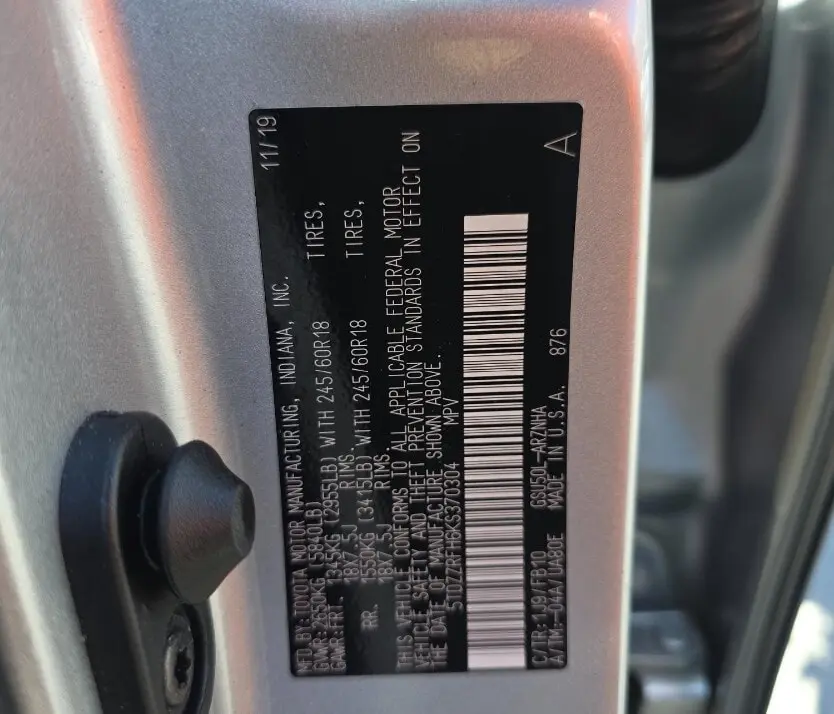 MFD. BY: TOYOTA MOTOR MANUFACTURING, INDIANA, INC. 11/19
GVWR: 2650KG (5840LB)
GAWR: FRT. 1345KG (2955LB) WITH 245/60R18 TIRES,
18X7.5J RIMS.
RR. 1550KG (3415LB) WITH 245/60R18 TIRES,
18X7.5J RIMS.
THIS VEHICLE CONFORMS TO ALL APPLICABLE FEDERAL MOTOR
VEHICLE SAFETY AND THEFT PREVENTION STANDARDS IN EFFECT ON
THE DATE OF MANUFACTURE SHOWN ABOVE.
5TDZZRFH6KS370304 MPV
C/TR: 1J9/FB10 GSU50L-ARZNHA
A/TM: -04A/UA80E MADE IN U.S.A. 876 A